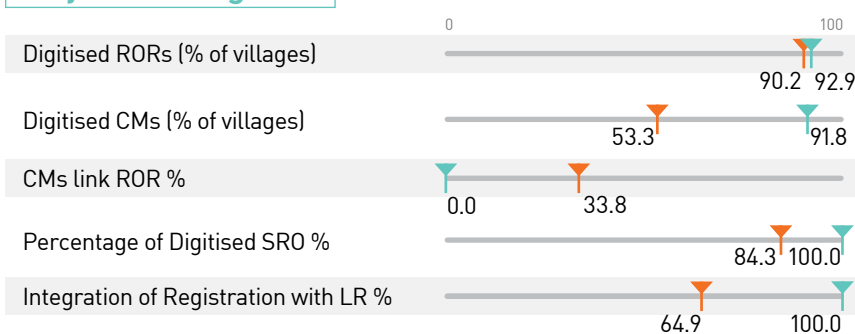 0 100
Digitised RORs (% of villages)
90.2 92.9
Digitised CMs (% of villages)
53.3 91.8
CMs link ROR %
0.0 33.8
Percentage of Digitised SRO %
84.3 100.0
Integration of Registration with LR %
64.9 100.0